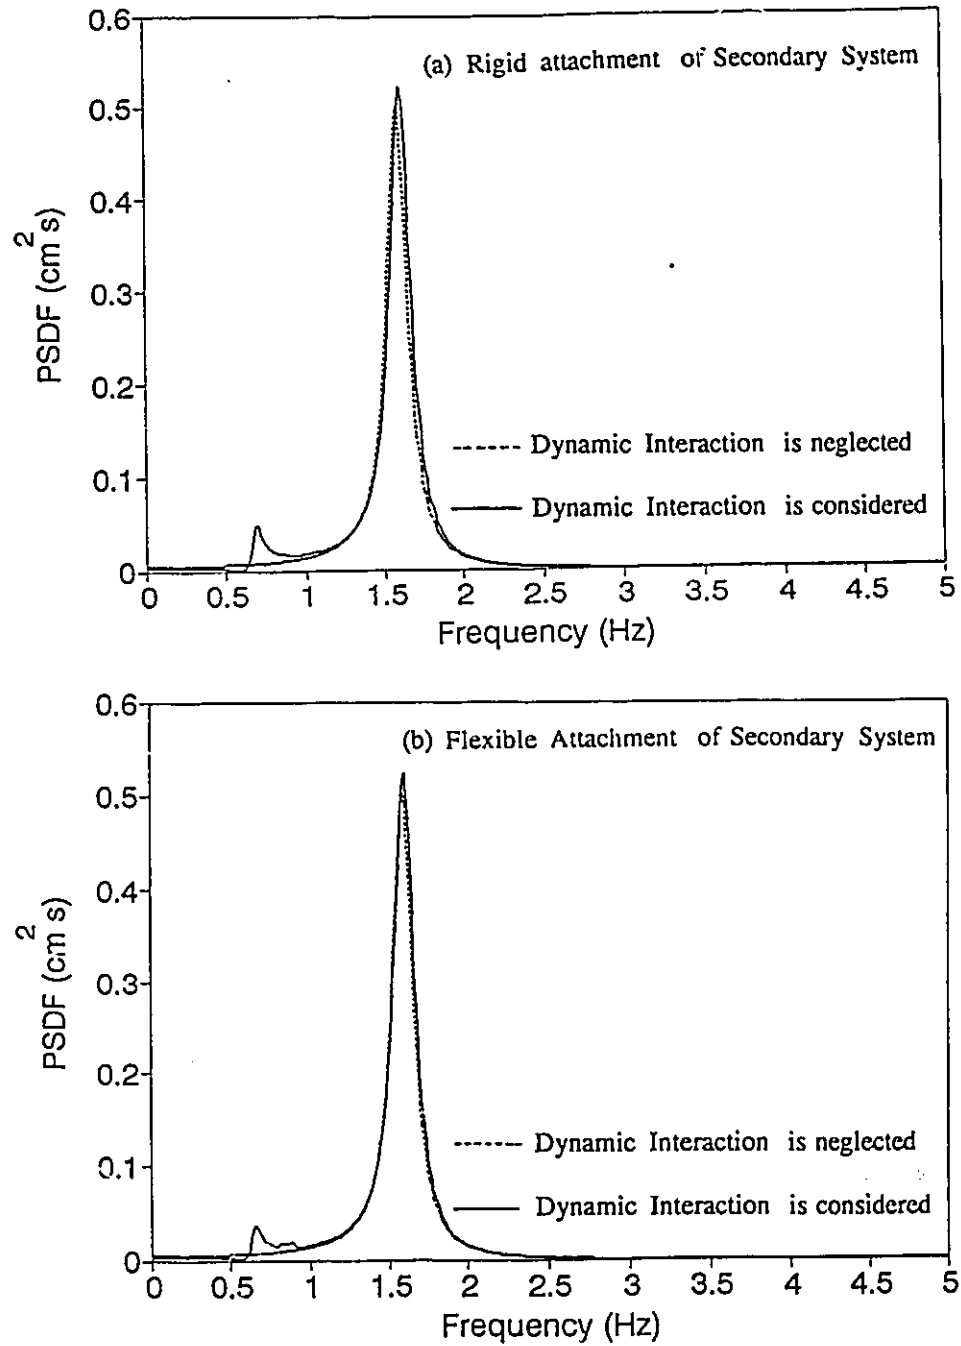 0.6
(a) Rigid attachment of Secondary System
0.5
0.4
0.3
0.2
0.1
0
PSDF (cm² s)
Dynamic Interaction is neglected
Dynamic Interaction is considered
0 0.5 1 1.5 2 2.5 3 3.5 4 4.5 5
Frequency (Hz)
0.6
(b) Flexible Attachment of Secondary System
0.5
0.4
0.3
0.2
0.1
0
PSDF (cm² s)
Dynamic Interaction is neglected
Dynamic Interaction is considered
0 0.5 1 1.5 2 2.5 3 3.5 4 4.5 5
Frequency (Hz)